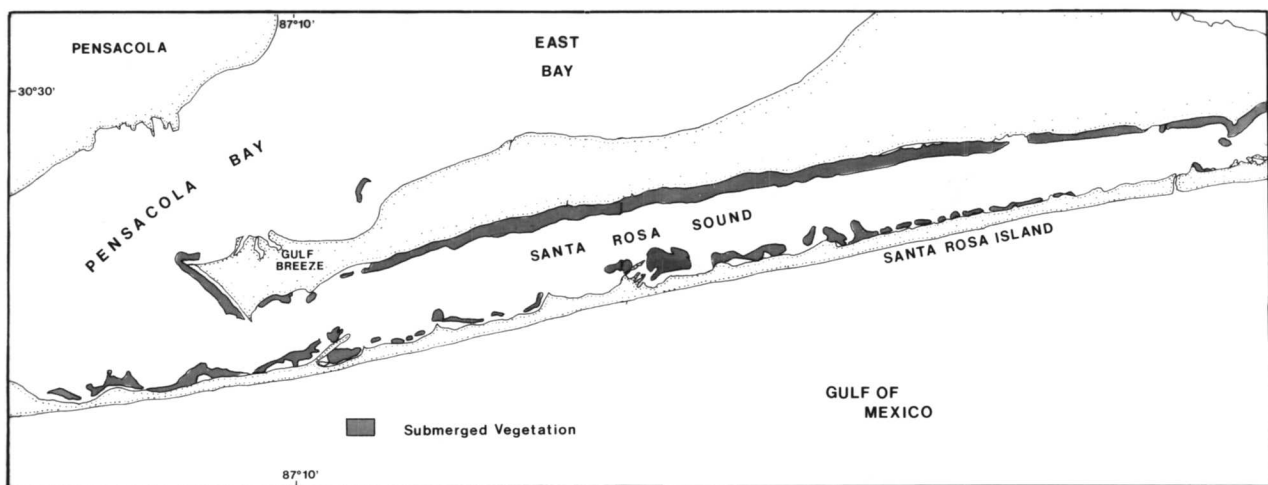 87°10'
PENSACOLA
EAST
BAY
30°30'
PENSACOLA BAY
GULF
BREEZE
SANTA ROSA SOUND
SANTA ROSA ISLAND
GULF OF
MEXICO
Submerged Vegetation
87°10'